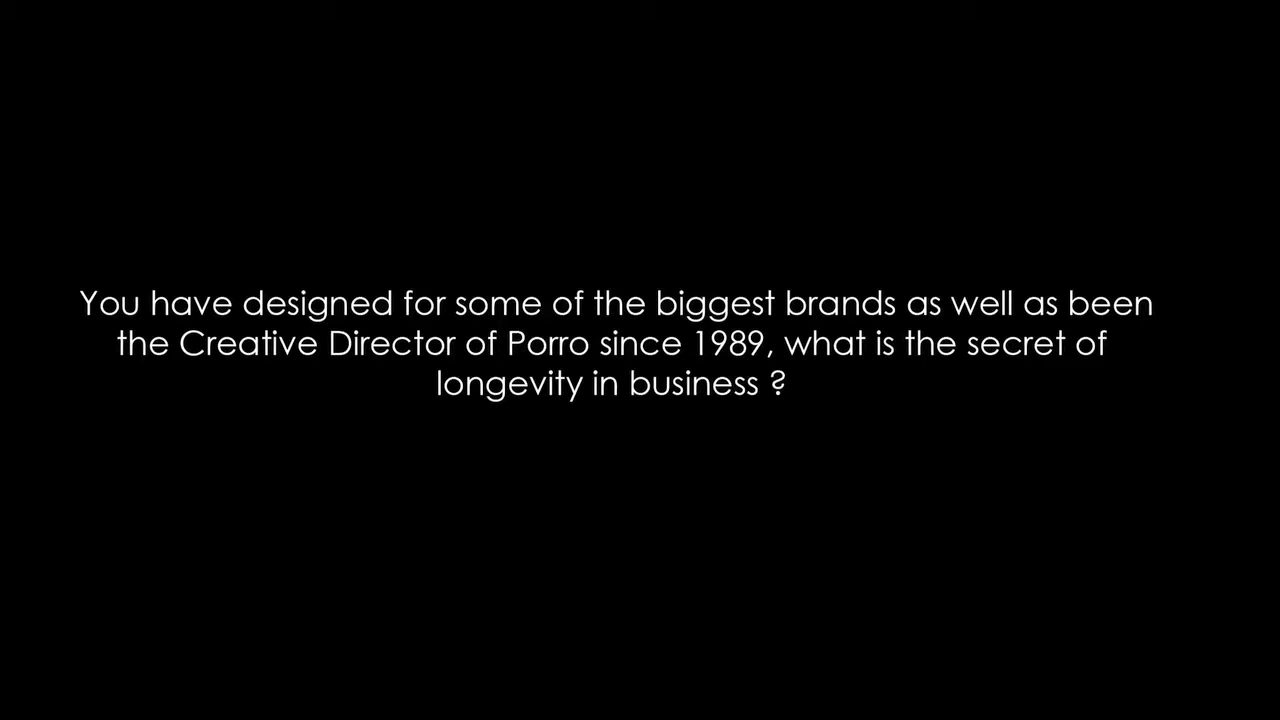 You have designed for some of the biggest brands as well as been
the Creative Director of Porro since 1989, what is the secret of
longevity in business ?